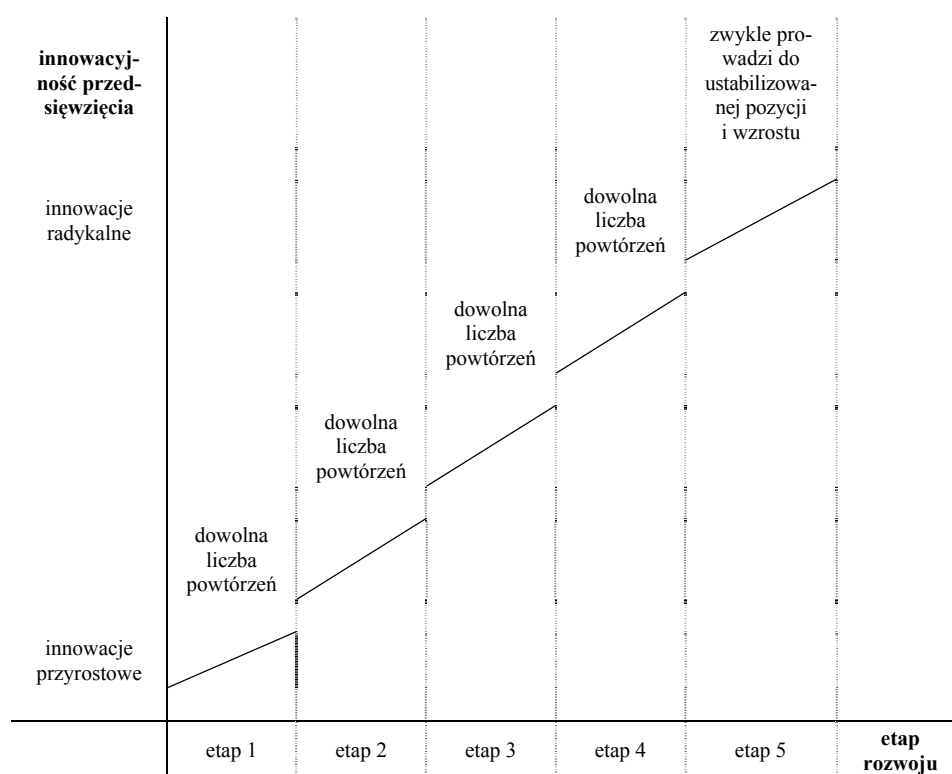 innowacyj-
ność przed-
sięwzięcia
zwykle pro-
wadzi do
ustabilizowa-
nej pozycji
i wzrostu
innowacje
radykalne
dowolna
liczba
powtórzeń
dowolna
liczba
powtórzeń
dowolna
liczba
powtórzeń
dowolna
liczba
powtórzeń
innowacje
przyrostowe
etap 1
etap 2
etap 3
etap 4
etap 5
etap
rozwoju